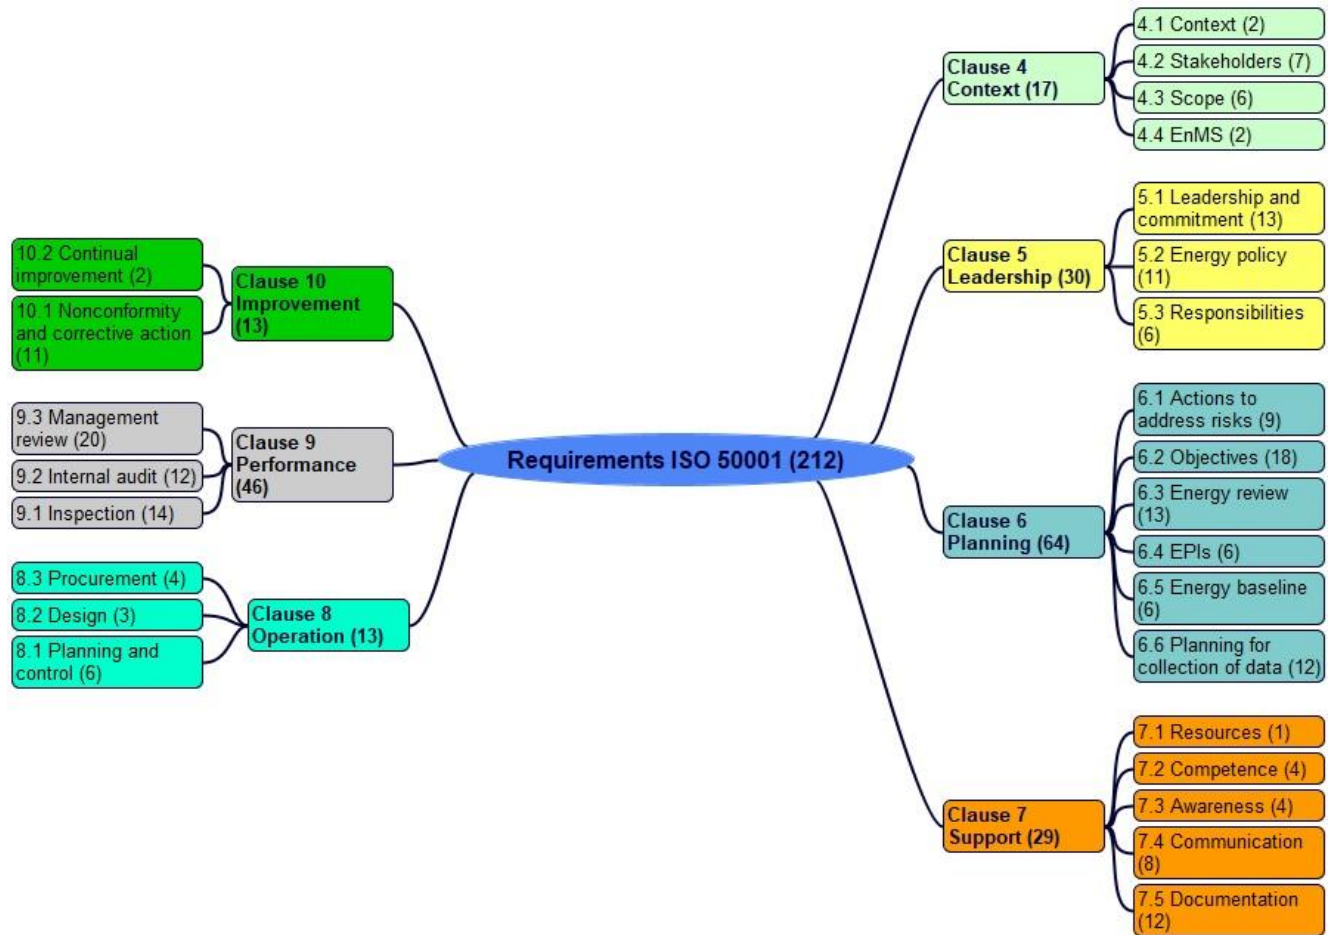 Requirements ISO 50001 (212)
Clause 4
Context (17)
4.1 Context (2)
4.2 Stakeholders (7)
4.3 Scope (6)
4.4 EnMS (2)
Clause 5
Leadership (30)
5.1 Leadership and
commitment (13)
5.2 Energy policy
(11)
5.3 Responsibilities
(6)
Clause 6
Planning (64)
6.1 Actions to
address risks (9)
6.2 Objectives (18)
6.3 Energy review
(13)
6.4 EPIs (6)
6.5 Energy baseline
(6)
6.6 Planning for
collection of data (12)
Clause 7
Support (29)
7.1 Resources (1)
7.2 Competence (4)
7.3 Awareness (4)
7.4 Communication
(8)
7.5 Documentation
(12)
Clause 10
Improvement
(13)
10.2 Continual
improvement (2)
10.1 Nonconformity
and corrective action
(11)
Clause 9
Performance
(46)
9.3 Management
review (20)
9.2 Internal audit (12)
9.1 Inspection (14)
Clause 8
Operation (13)
8.3 Procurement (4)
8.2 Design (3)
8.1 Planning and
control (6)